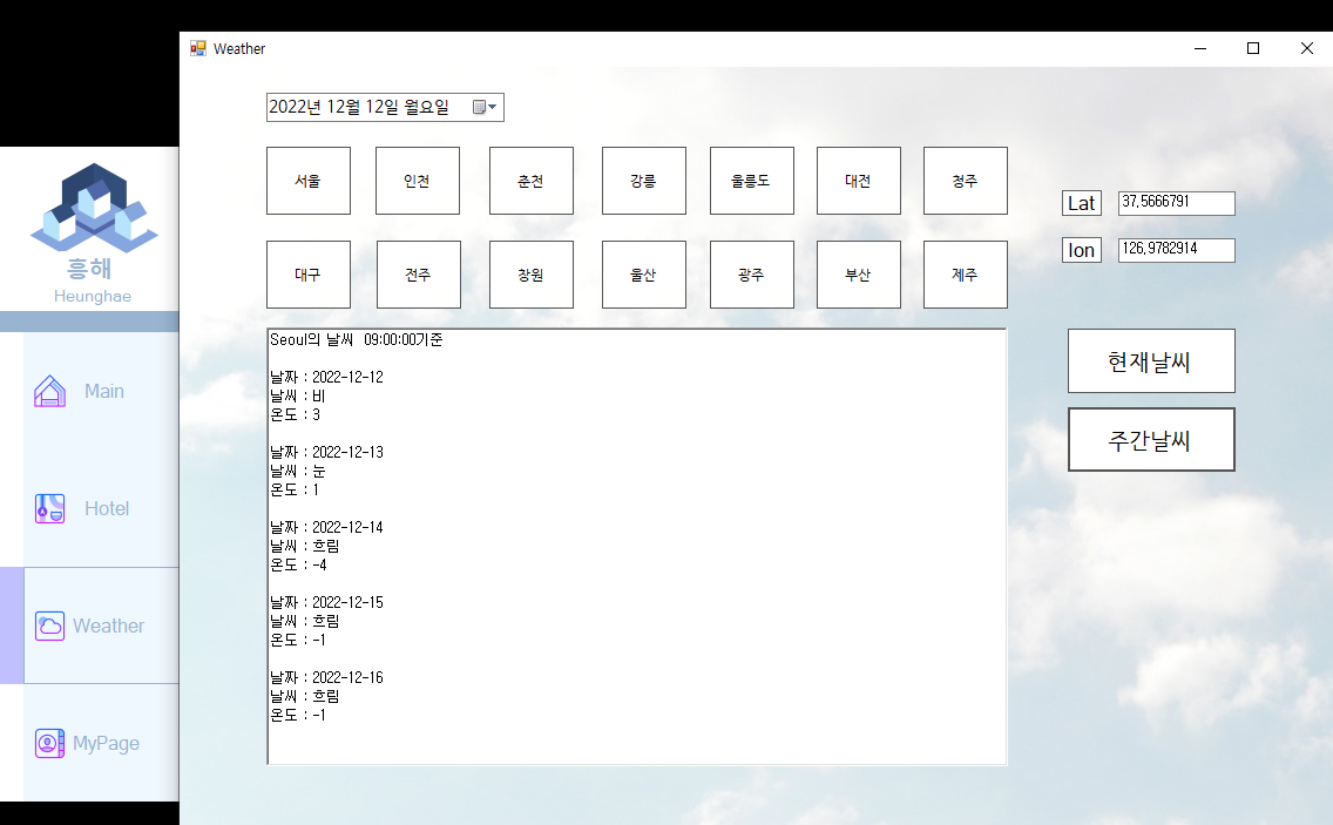 Weather
2022년 12월 12일 월요일
서울 인천 춘천 강릉 울릉도 대전 청주
Lat 37.5666791
lon 126.9782914
대구 전주 창원 울산 광주 부산 제주
흥해
Heunghae
Main
Hotel
Weather
MyPage
Seoul의 날씨 09:00:00기준
날짜 : 2022-12-12
날씨 : 비
온도 : 3
날짜 : 2022-12-13
날씨 : 눈
온도 : 1
날짜 : 2022-12-14
날씨 : 흐림
온도 : -4
날짜 : 2022-12-15
날씨 : 흐림
온도 : -1
날짜 : 2022-12-16
날씨 : 흐림
온도 : -1
현재날씨
주간날씨